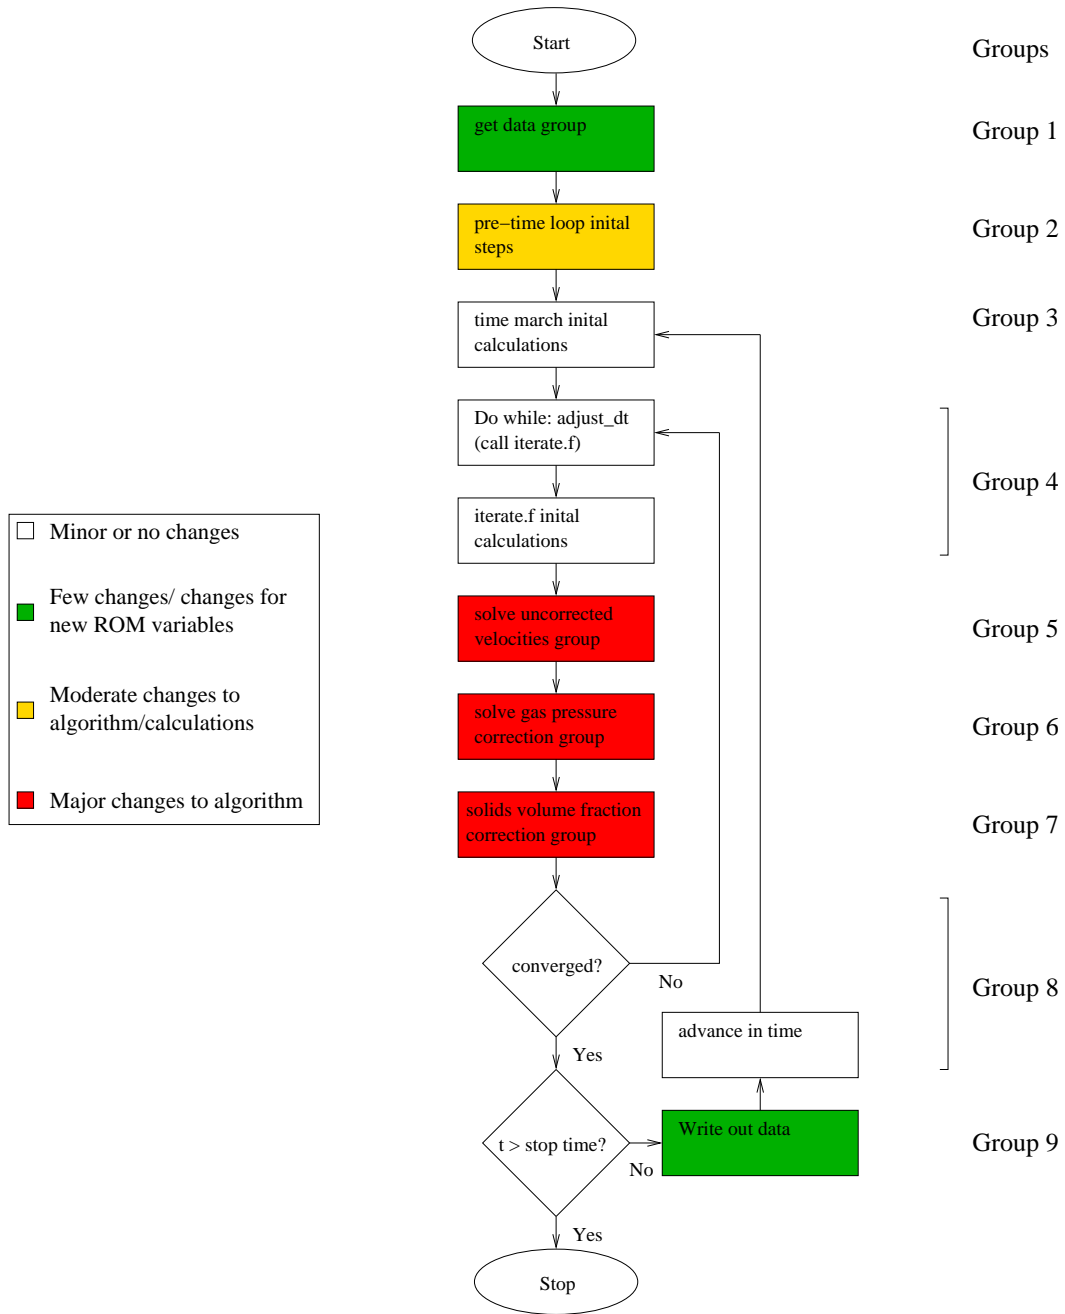 Start
Groups
get data group
Group 1
pre−time loop inital
steps
Group 2
time march inital
calculations
Group 3
Do while: adjust_dt
(call iterate.f)
iterate.f inital
calculations
Group 4
Minor or no changes
Few changes/ changes for
new ROM variables
Moderate changes to
algorithm/calculations
Major changes to algorithm
solve uncorrected
velocities group
Group 5
solve gas pressure
correction group
Group 6
solids volume fraction
correction group
Group 7
converged?
No
Yes
Group 8
advance in time
t > stop time?
No
Write out data
Group 9
Yes
Stop